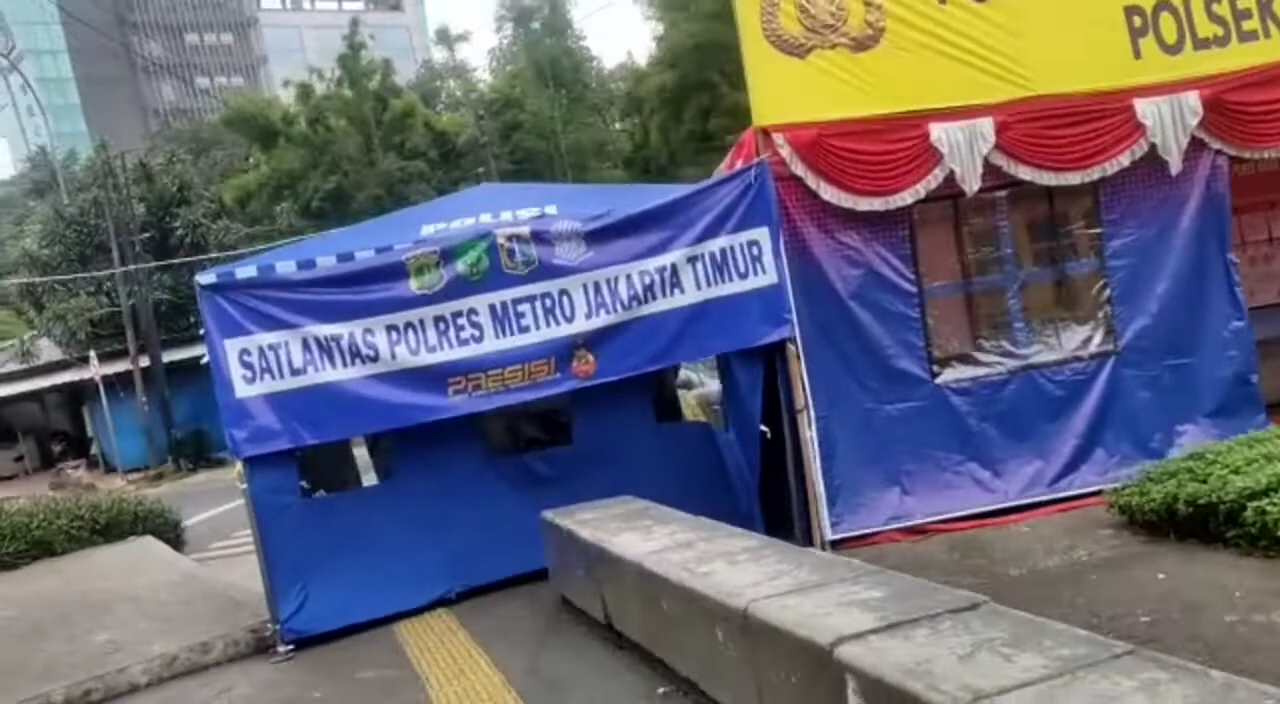 POLSEK
POLISI
SATLANTAS POLRES METRO JAKARTA TIMUR
PRESISI